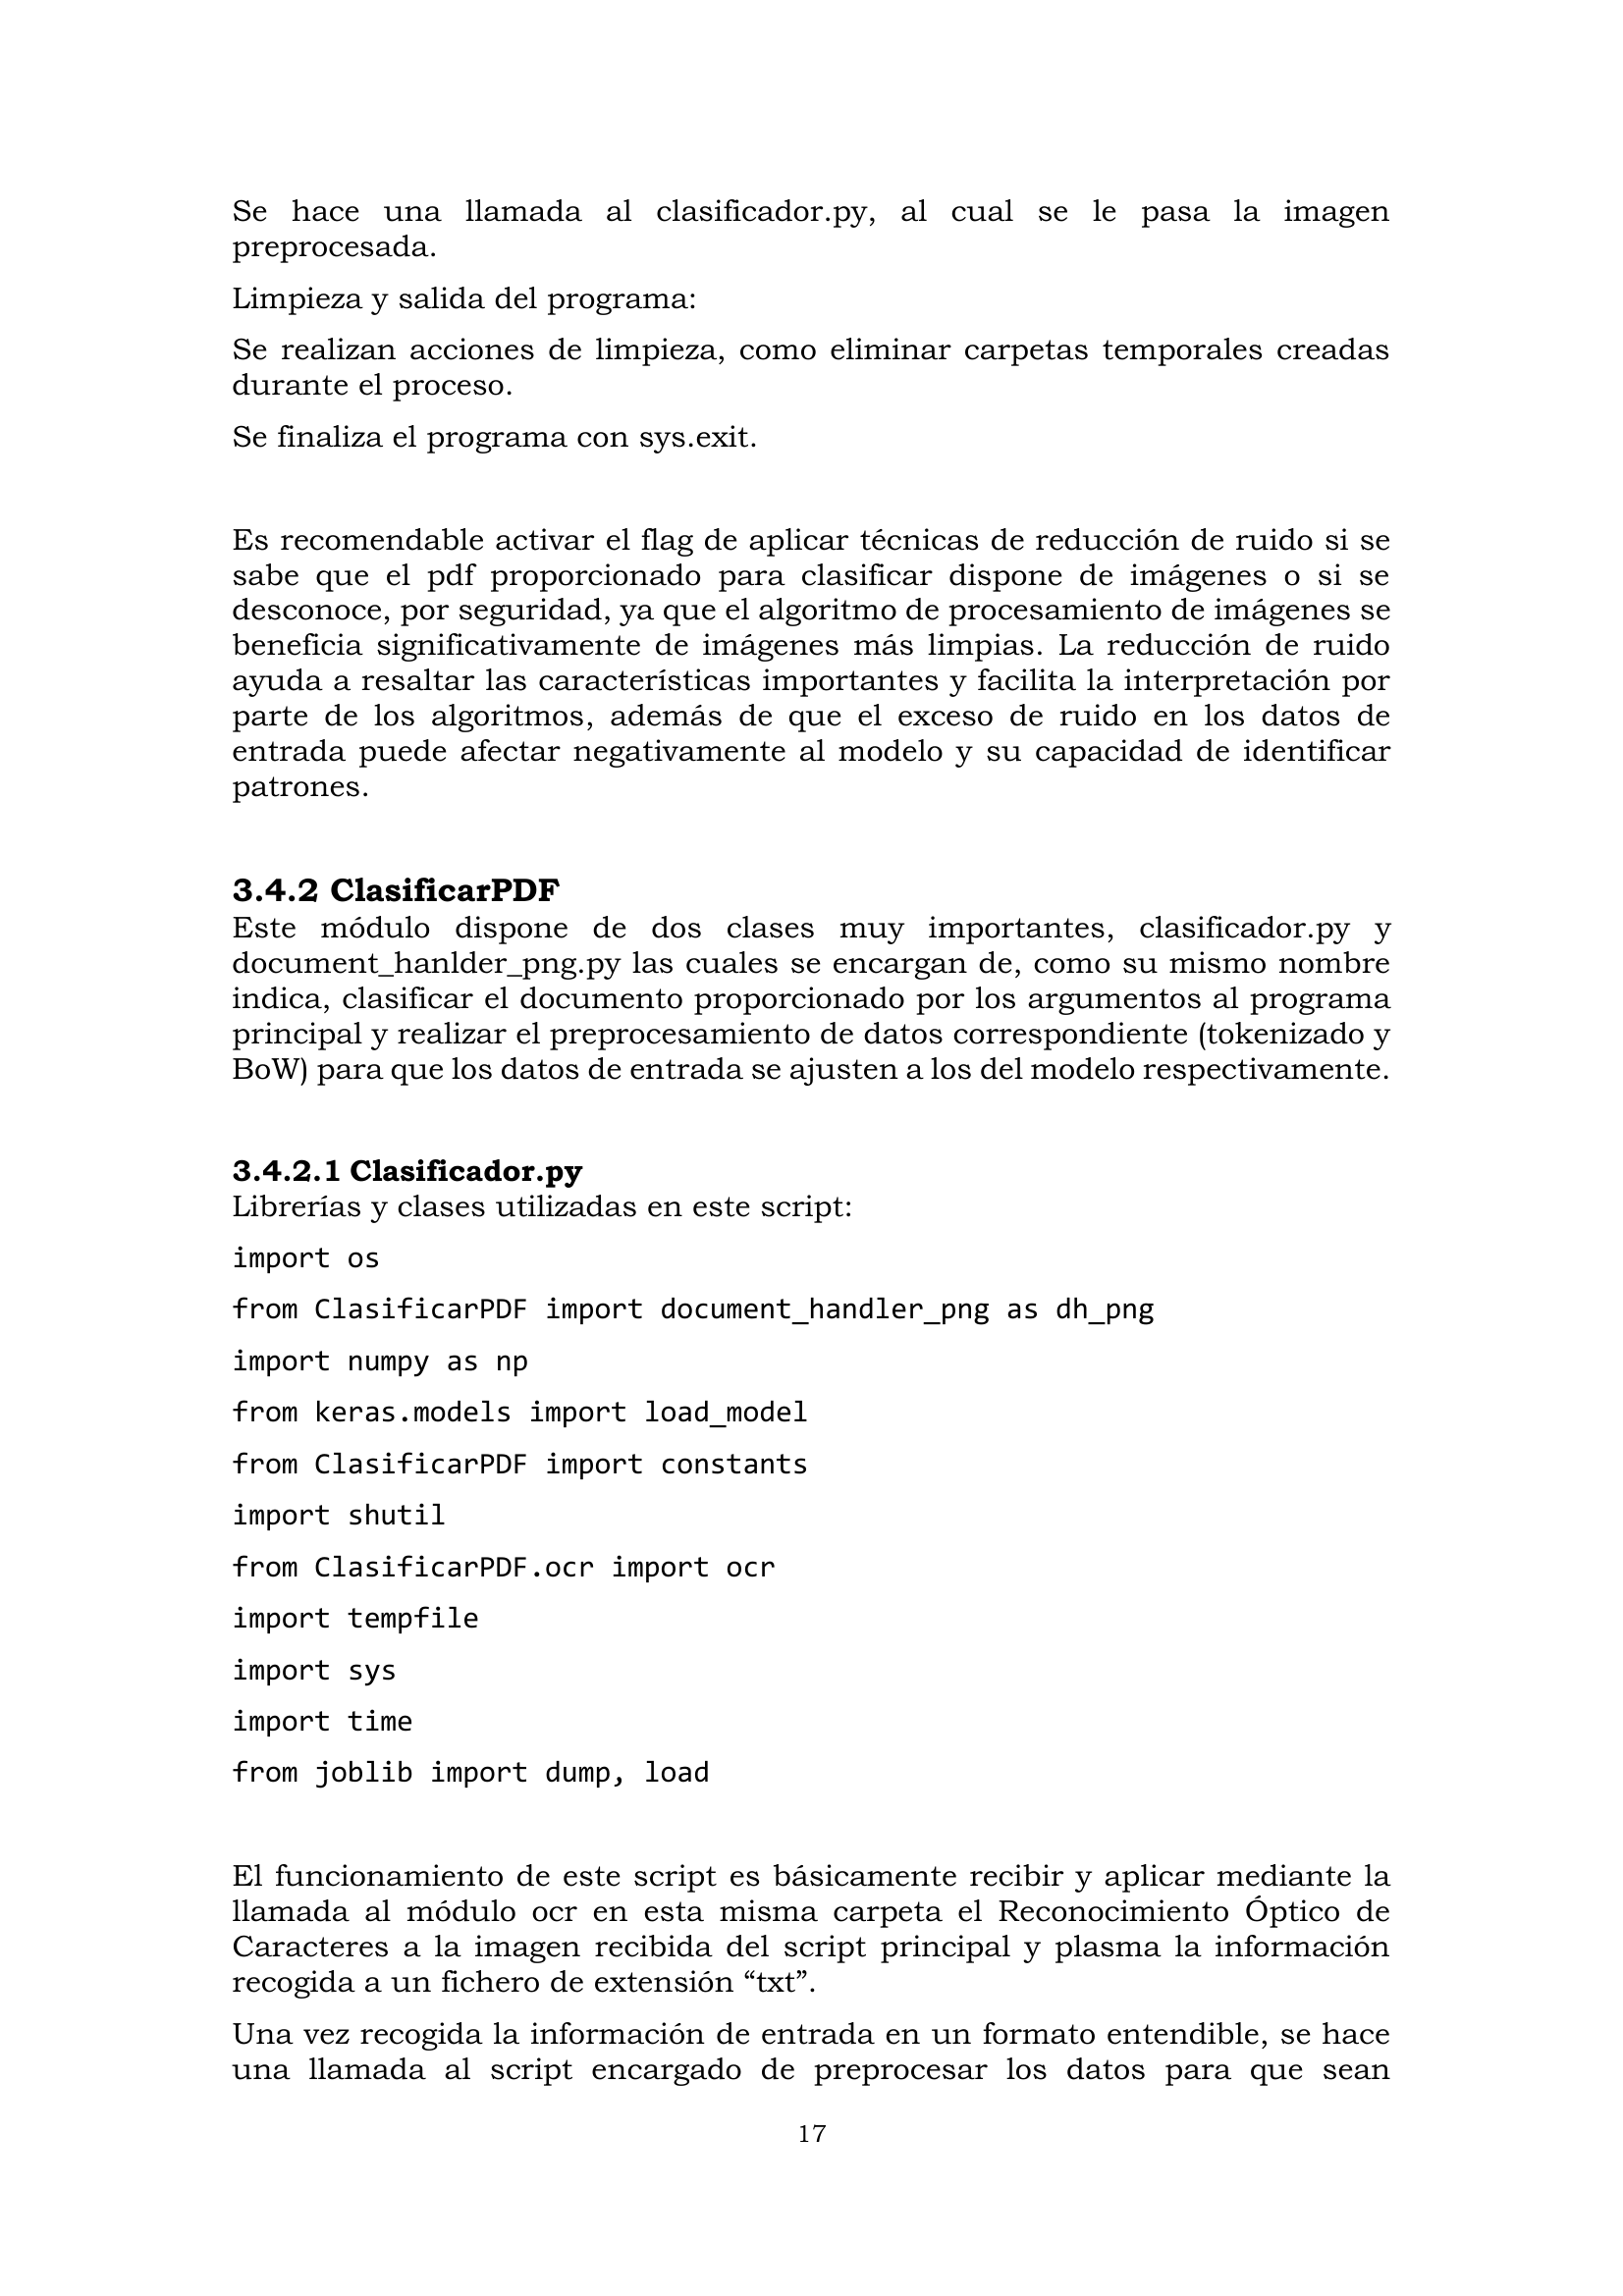 Se hace una llamada al clasificador.py, al cual se le pasa la imagen
preprocesada.
Limpieza y salida del programa:
Se realizan acciones de limpieza, como eliminar carpetas temporales creadas
durante el proceso.
Se finaliza el programa con sys.exit.
Es recomendable activar el flag de aplicar técnicas de reducción de ruido si se
sabe que el pdf proporcionado para clasificar dispone de imágenes o si se
desconoce, por seguridad, ya que el algoritmo de procesamiento de imágenes se
beneficia significativamente de imágenes más limpias. La reducción de ruido
ayuda a resaltar las características importantes y facilita la interpretación por
parte de los algoritmos, además de que el exceso de ruido en los datos de
entrada puede afectar negativamente al modelo y su capacidad de identificar
patrones.
3.4.2 ClasificarPDF
Este módulo dispone de dos clases muy importantes, clasificador.py y
document_hanlder_png.py las cuales se encargan de, como su mismo nombre
indica, clasificar el documento proporcionado por los argumentos al programa
principal y realizar el preprocesamiento de datos correspondiente (tokenizado y
BoW) para que los datos de entrada se ajusten a los del modelo respectivamente.
3.4.2.1 Clasificador.py
Librerías y clases utilizadas en este script:
import os
from ClasificarPDF import document_handler_png as dh_png
import numpy as np
from keras.models import load_model
from ClasificarPDF import constants
import shutil
from ClasificarPDF.ocr import ocr
import tempfile
import sys
import time
from joblib import dump, load
El funcionamiento de este script es básicamente recibir y aplicar mediante la
llamada al módulo ocr en esta misma carpeta el Reconocimiento Óptico de
Caracteres a la imagen recibida del script principal y plasma la información
recogida a un fichero de extensión “txt”.
Una vez recogida la información de entrada en un formato entendible, se hace
una llamada al script encargado de preprocesar los datos para que sean
17